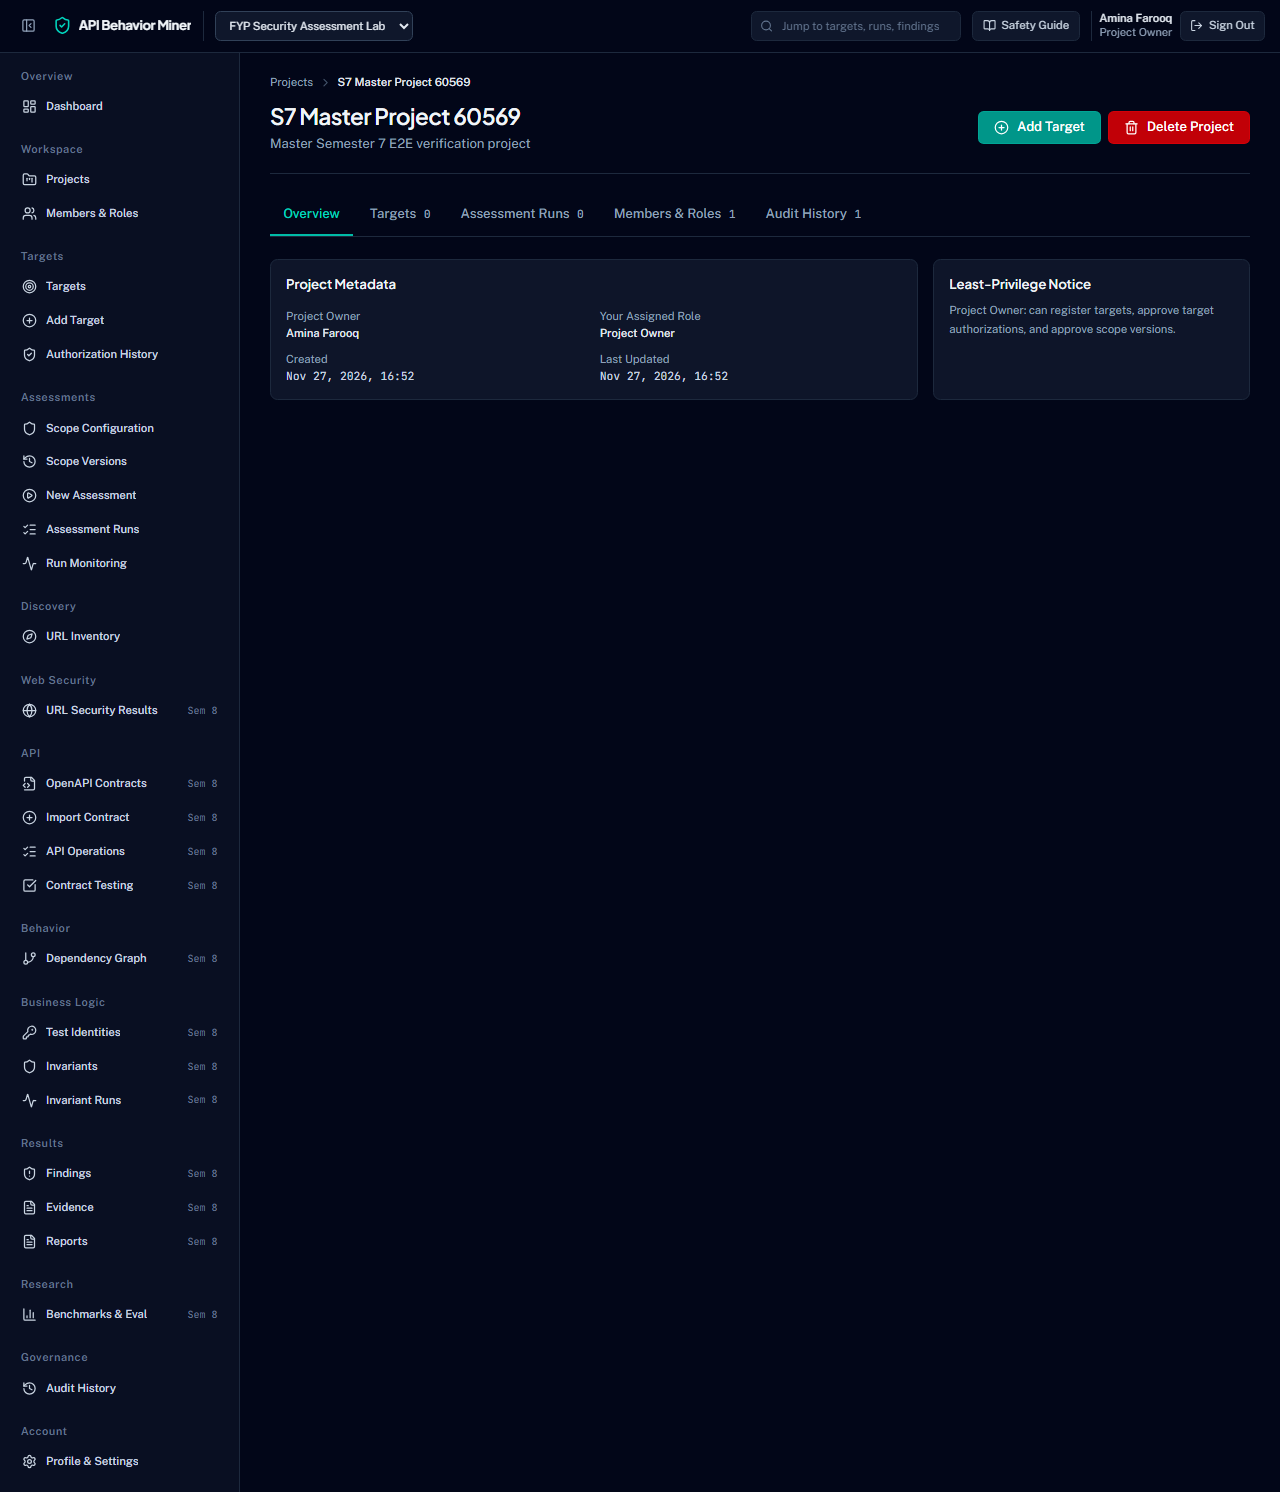 API Behavior Miner
FYP Security Assessment Lab
Jump to targets, runs, findings
Safety Guide
Amina Farooq
Project Owner
Sign Out
Overview
Dashboard
Workspace
Projects
Members & Roles
Targets
Targets
Add Target
Authorization History
Assessments
Scope Configuration
Scope Versions
New Assessment
Assessment Runs
Run Monitoring
Discovery
URL Inventory
Web Security
URL Security Results Sem 8
API
OpenAPI Contracts Sem 8
Import Contract Sem 8
API Operations Sem 8
Contract Testing Sem 8
Behavior
Dependency Graph Sem 8
Business Logic
Test Identities Sem 8
Invariants Sem 8
Invariant Runs Sem 8
Results
Findings Sem 8
Evidence Sem 8
Reports Sem 8
Research
Benchmarks & Eval Sem 8
Governance
Audit History
Account
Profile & Settings
Projects > S7 Master Project 60569
S7 Master Project 60569
Master Semester 7 E2E verification project
Add Target
Delete Project
Overview Targets 0 Assessment Runs 0 Members & Roles 1 Audit History 1
Project Metadata
Project Owner
Amina Farooq
Your Assigned Role
Project Owner
Created
Nov 27, 2026, 16:52
Last Updated
Nov 27, 2026, 16:52
Least-Privilege Notice
Project Owner: can register targets, approve target
authorizations, and approve scope versions.